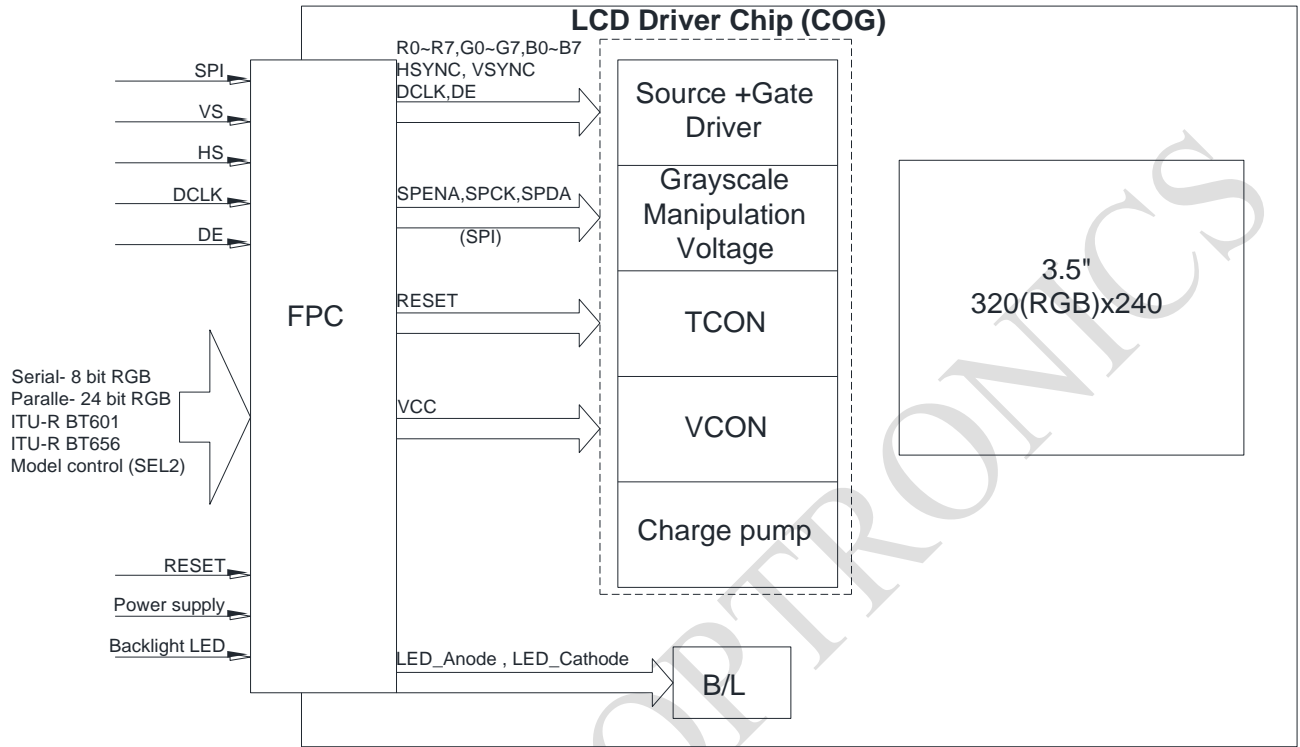 LCD Driver Chip (COG)
SPI
VS
HS
DCLK
DE
Serial- 8 bit RGB
Paralle- 24 bit RGB
ITU-R BT601
ITU-R BT656
Model control (SEL2)
RESET
Power supply
Backlight LED
FPC
R0~R7,G0~G7,B0~B7
HSYNC, VSYNC
DCLK,DE
SPENA,SPCK,SPDA
(SPI)
RESET
VCC
LED_Anode , LED_Cathode
Source +Gate
Driver
Grayscale
Manipulation
Voltage
TCON
VCON
Charge pump
B/L
3.5"
320(RGB)x240
OPTRONICS